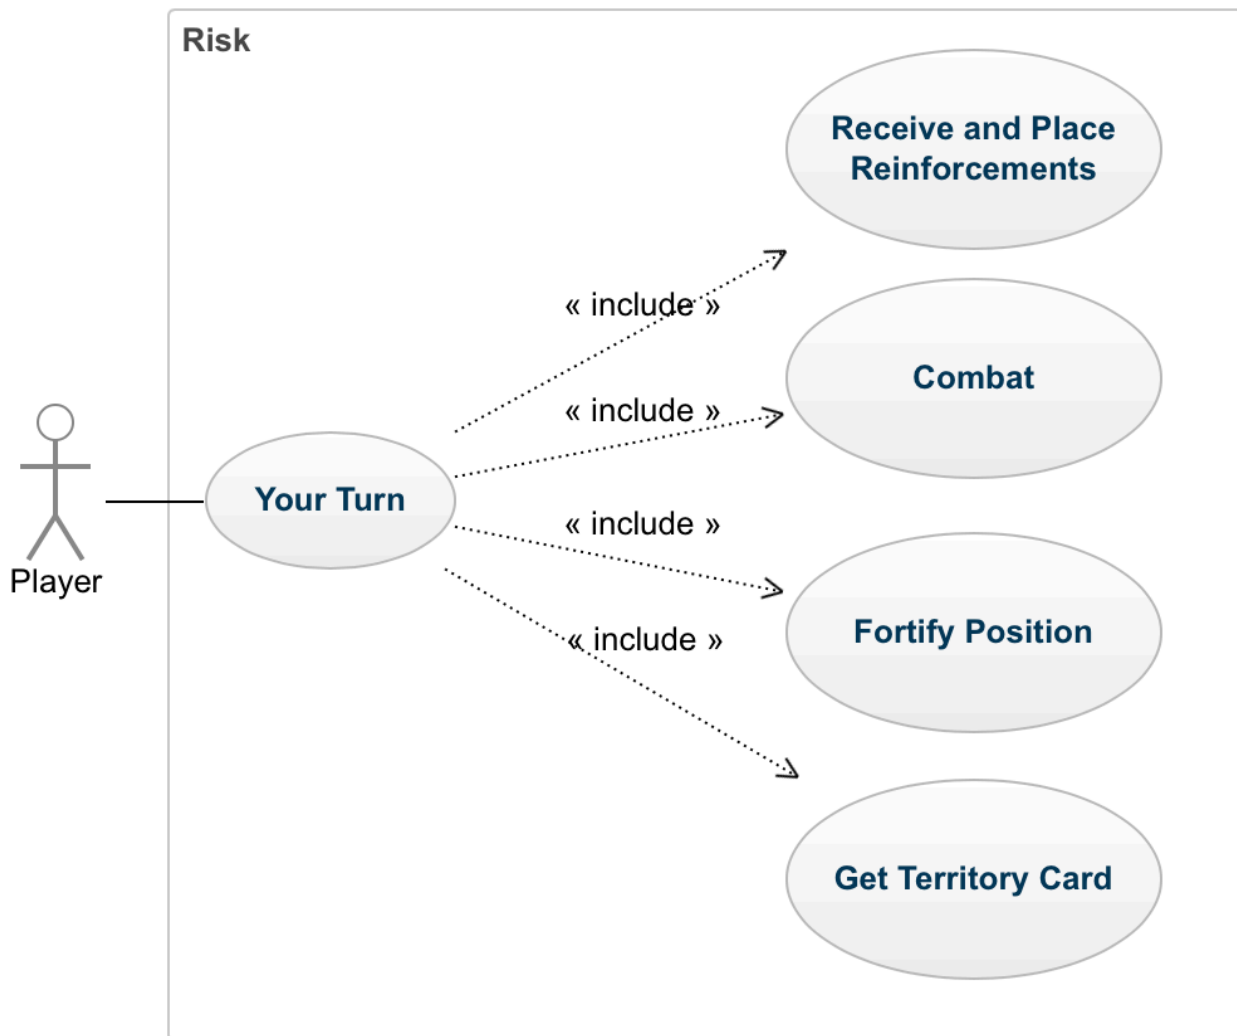 Risk
Receive and Place
Reinforcements
« include »
Combat
« include »
Your Turn
« include »
Player
Fortify Position
« include »
Get Territory Card